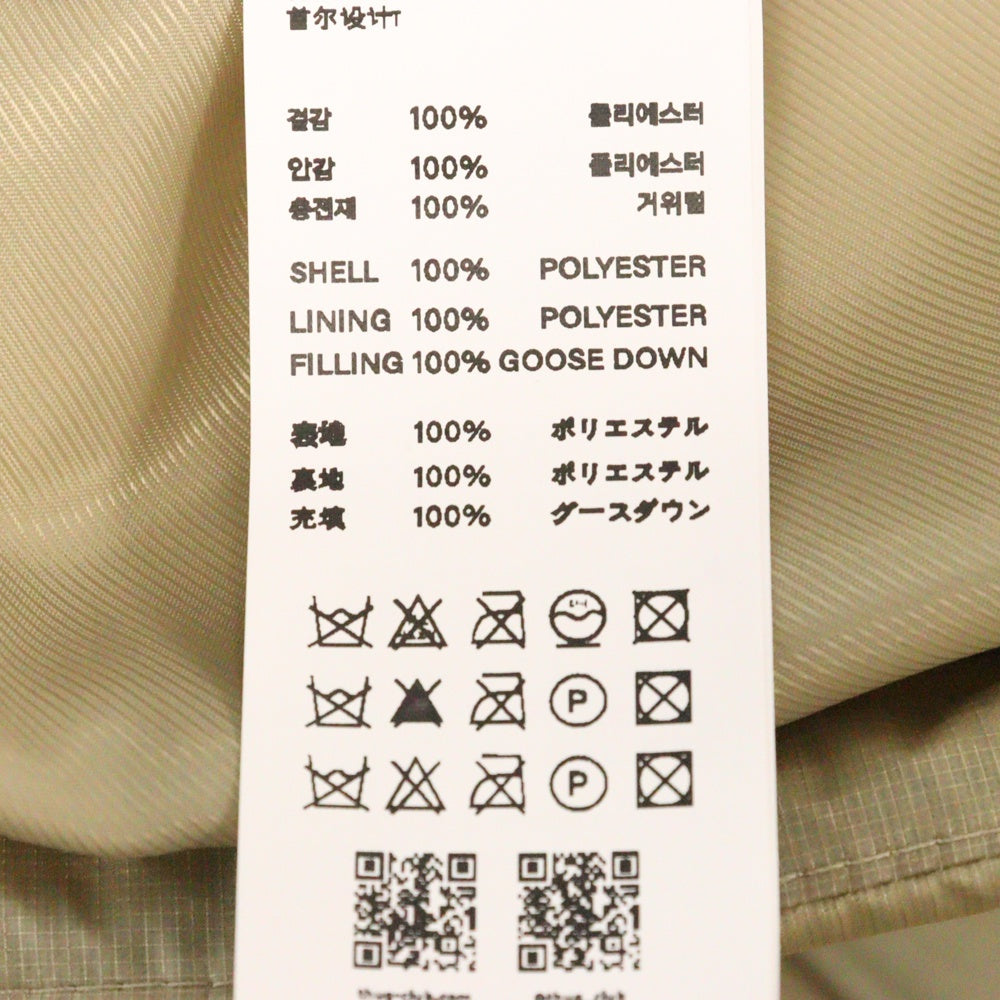 首尔设计
겉감 100% 폴리에스터
안감 100% 폴리에스터
충전재 100% 거위털
SHELL 100% POLYESTER
LINING 100% POLYESTER
FILLING 100% GOOSE DOWN
表地 100% ポリエステル
裏地 100% ポリエステル
充填 100% グースダウン
P
P